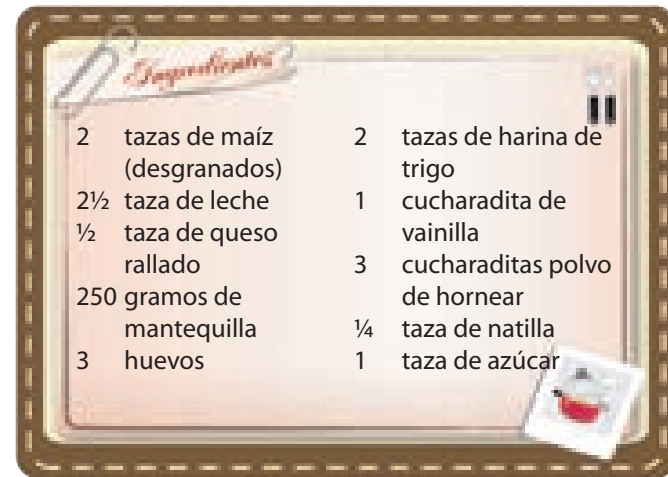 Ingredientes
2 tazas de maíz
(desgranados)
2½ taza de leche
½ taza de queso
rallado
250 gramos de
mantequilla
3 huevos
2 tazas de harina de
trigo
1 cucharadita de
vainilla
3 cucharaditas polvo
de hornear
¼ taza de natilla
1 taza de azúcar